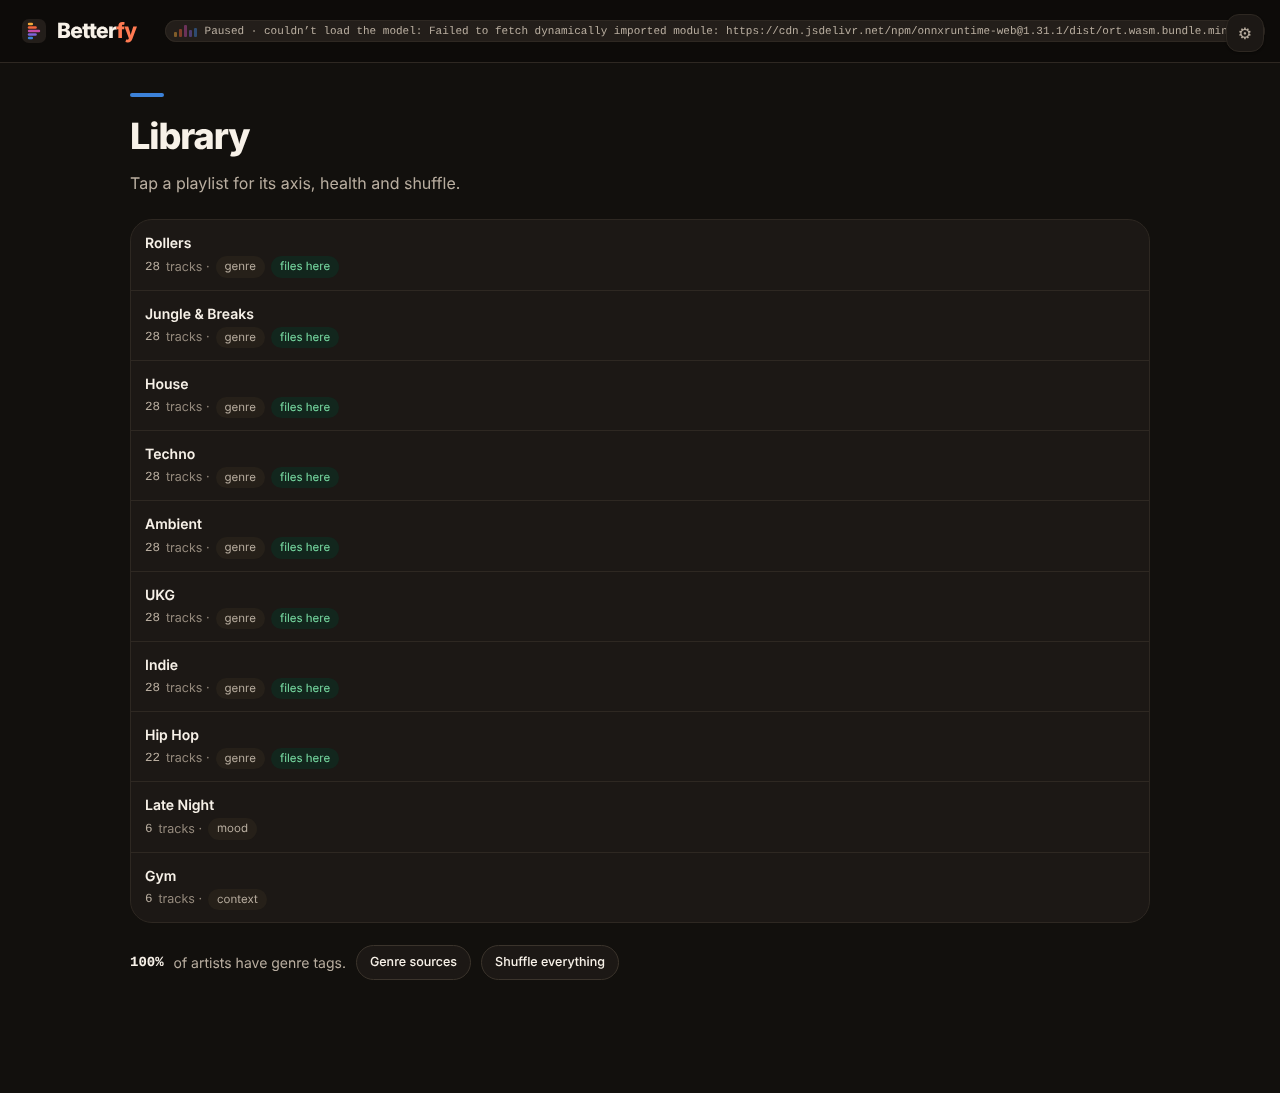 Betterfy
Paused · couldn’t load the model: Failed to fetch dynamically imported module: https://cdn.jsdelivr.net/npm/onnxruntime-web@1.31.1/dist/ort.wasm.bundle.min
Library
Tap a playlist for its axis, health and shuffle.
Rollers
28 tracks · genre files here
Jungle & Breaks
28 tracks · genre files here
House
28 tracks · genre files here
Techno
28 tracks · genre files here
Ambient
28 tracks · genre files here
UKG
28 tracks · genre files here
Indie
28 tracks · genre files here
Hip Hop
22 tracks · genre files here
Late Night
6 tracks · mood
Gym
6 tracks · context
100% of artists have genre tags. Genre sources Shuffle everything